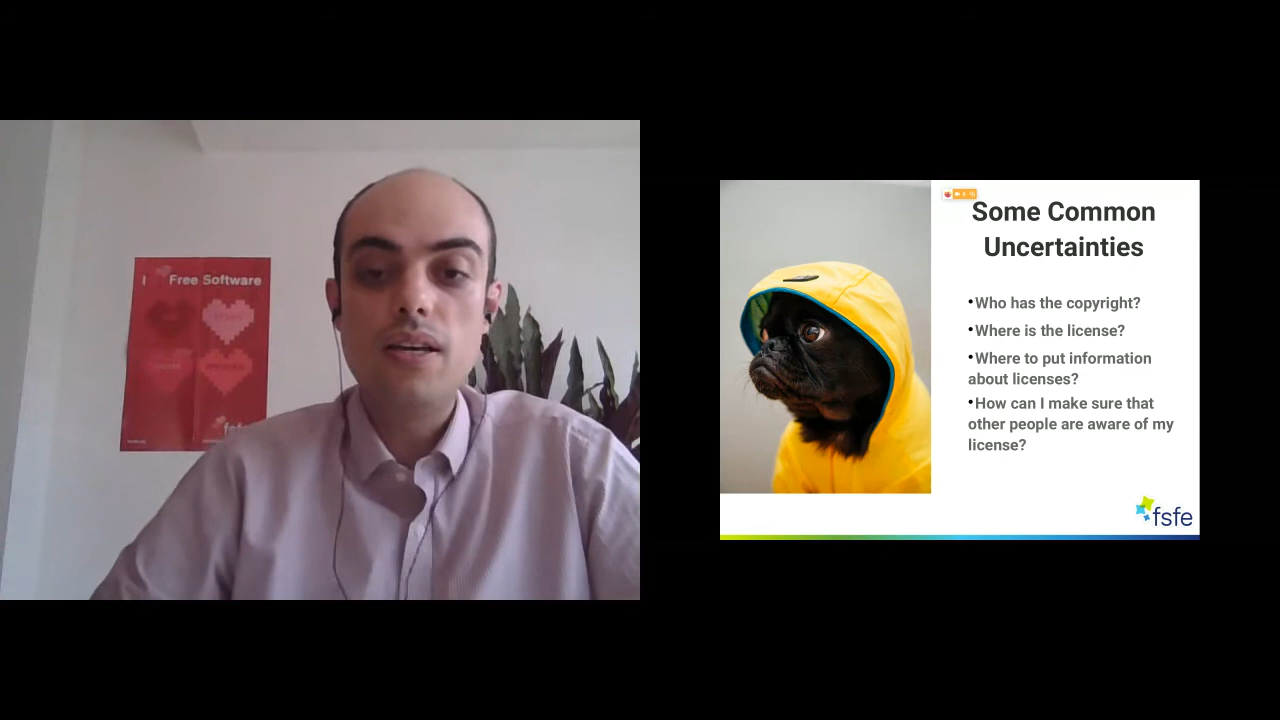 I Free Software
fsfe
Some Common
Uncertainties
•Who has the copyright?
•Where is the license?
•Where to put information
about licenses?
•How can I make sure that
other people are aware of my
license?
fsfe